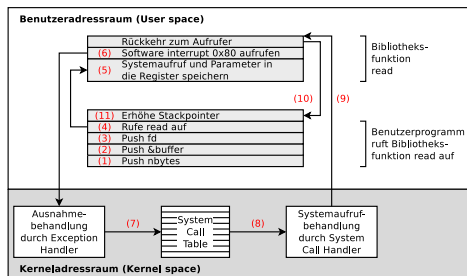 Benutzeradressraum (User space)
Rückkehr zum Aufrufer
(6) Software interrupt 0x80 aufrufen
(5) Systemaufruf und Parameter in
die Register speichern
Bibliotheks-
funktion
read
(10)
(9)
(11) Erhöhe Stackpointer
(4) Rufe read auf
(3) Push fd
(2) Push &buffer
(1) Push nbytes
Benutzerprogramm
ruft Bibliotheks-
funktion read auf
Ausnahme-
behandlung
durch Exception
Handler
(7)
System
Call
Table
(8)
Systemaufruf-
behandlung
durch System
Call Handler
Kerneladressraum (Kernel space)